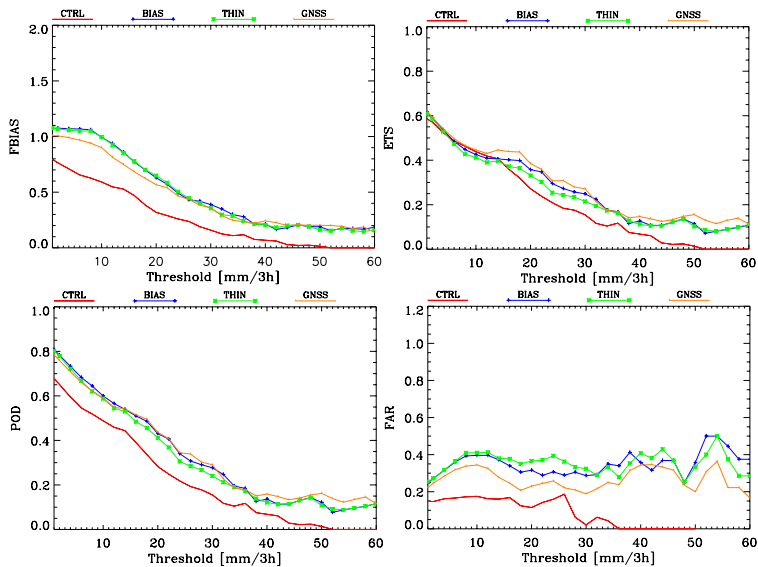 CTRL BIAS THIN GNSS
2.0
1.5
1.0
0.5
0.0
FBIAS
10 20 30 40 50 60
Threshold [mm/3h]
CTRL BIAS THIN GNSS
1.0
0.8
0.6
0.4
0.2
0.0
ETS
10 20 30 40 50 60
Threshold [mm/3h]
CTRL BIAS THIN GNSS
1.0
0.8
0.6
0.4
0.2
0.0
POD
10 20 30 40 50 60
Threshold [mm/3h]
CTRL BIAS THIN GNSS
1.2
1.0
0.8
0.6
0.4
0.2
0.0
FAR
10 20 30 40 50 60
Threshold [mm/3h]